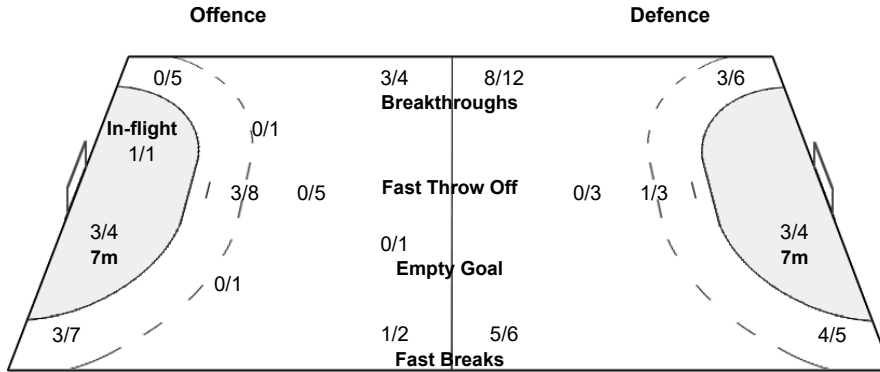 Offence Defence
0/5 3/4 8/12 3/6
Breakthroughs
In-flight 0/1
1/1
3/8 0/5 Fast Throw Off 0/3 1/3
3/4 3/4
0/1
7m 7m
Empty Goal
0/1
3/7 1/2 5/6 4/5
Fast Breaks